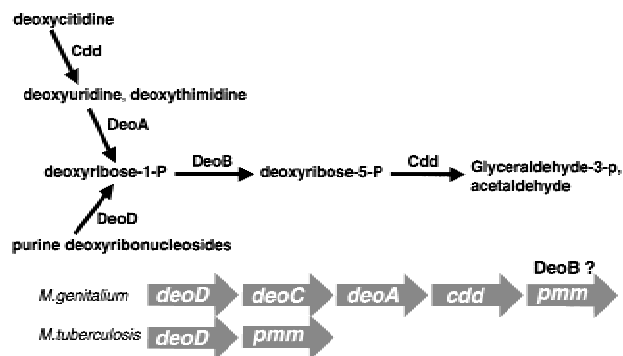 deoxycitidine
Cdd
deoxyuridine, deoxythimidine
DeoA
deoxyribose-1-P
DeoB
deoxyribose-5-P
Cdd
Glyceraldehyde-3-p,
acetaldehyde
DeoD
purine deoxyribonucleosides
DeoB ?
M.genitalium deoD deoC deoA cdd pmm
M.tuberculosis deoD pmm